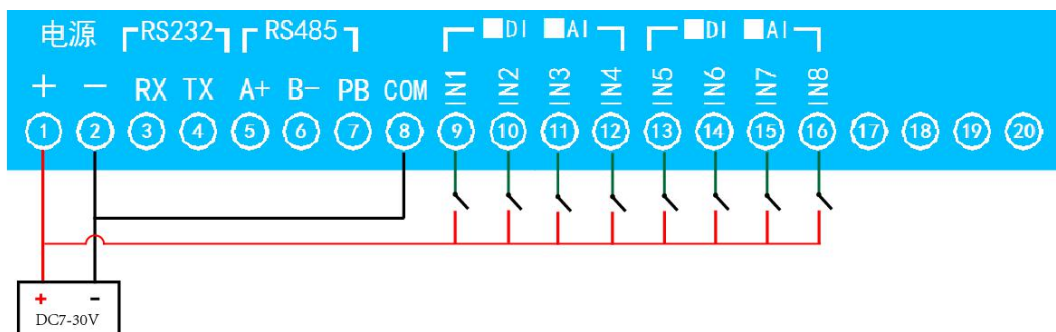 电源 RS232 RS485 DI AI DI AI
+ − RX TX A+ B− PB COM IN1 IN2 IN3 IN4 IN5 IN6 IN7 IN8
1 2 3 4 5 6 7 8 9 10 11 12 13 14 15 16 17 18 19 20
+ -
DC7-30V